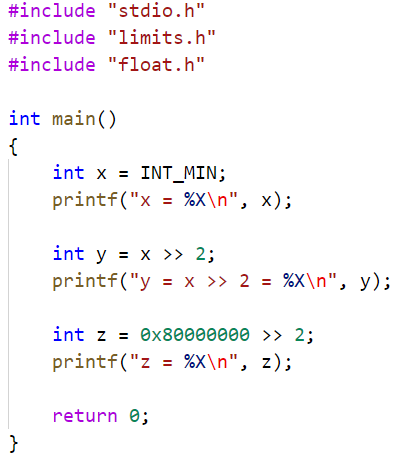 #include "stdio.h"
#include "limits.h"
#include "float.h"
int main()
{
int x = INT_MIN;
printf("x = %X\n", x);
int y = x >> 2;
printf("y = x >> 2 = %X\n", y);
int z = 0x80000000 >> 2;
printf("z = %X\n", z);
return 0;
}